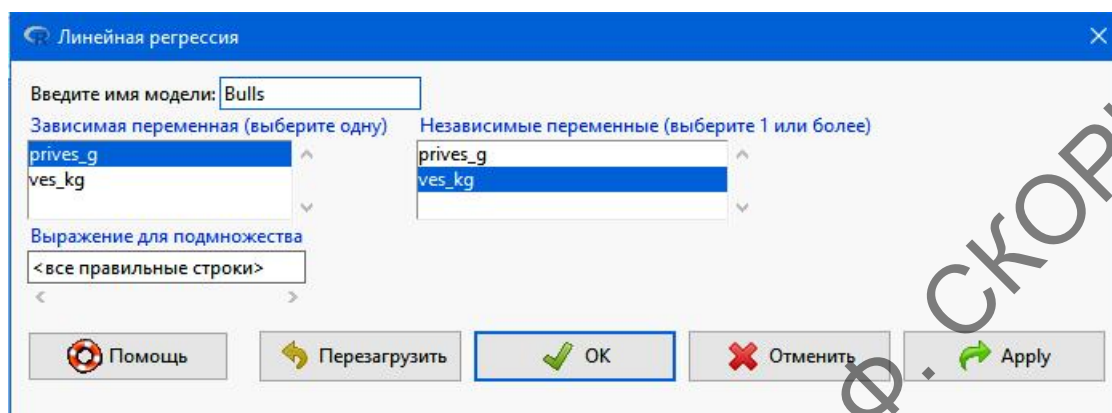 Линейная регрессия
Введите имя модели: Bulls
Зависимая переменная (выберите одну) Независимые переменные (выберите 1 или более)
prives_g prives_g
ves_kg ves_kg
Выражение для подмножества
<все правильные строки>
Помощь Перезагрузить OK Отменить Apply
Ф. СКОР